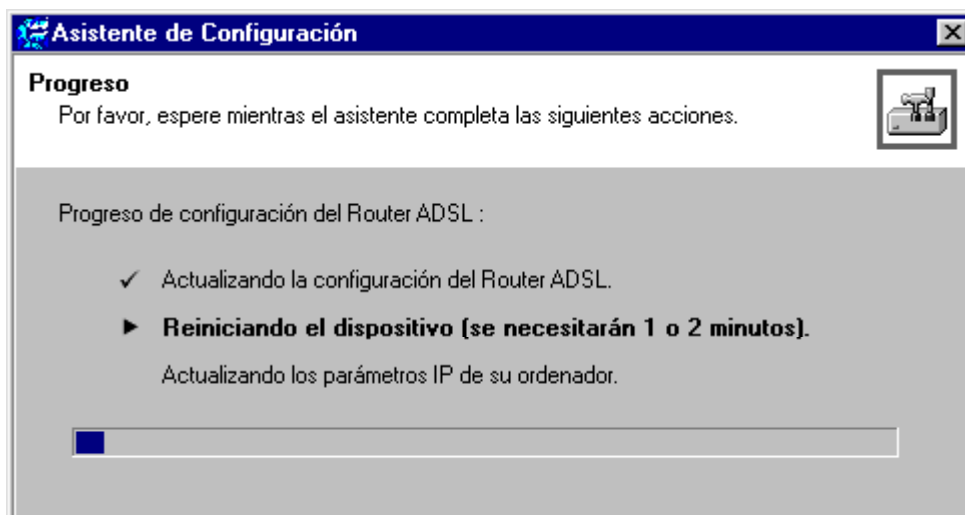 Asistente de Configuración
Progreso
Por favor, espere mientras el asistente completa las siguientes acciones.
Progreso de configuración del Router ADSL :
Actualizando la configuración del Router ADSL.
Reiniciando el dispositivo (se necesitarán 1 o 2 minutos).
Actualizando los parámetros IP de su ordenador.